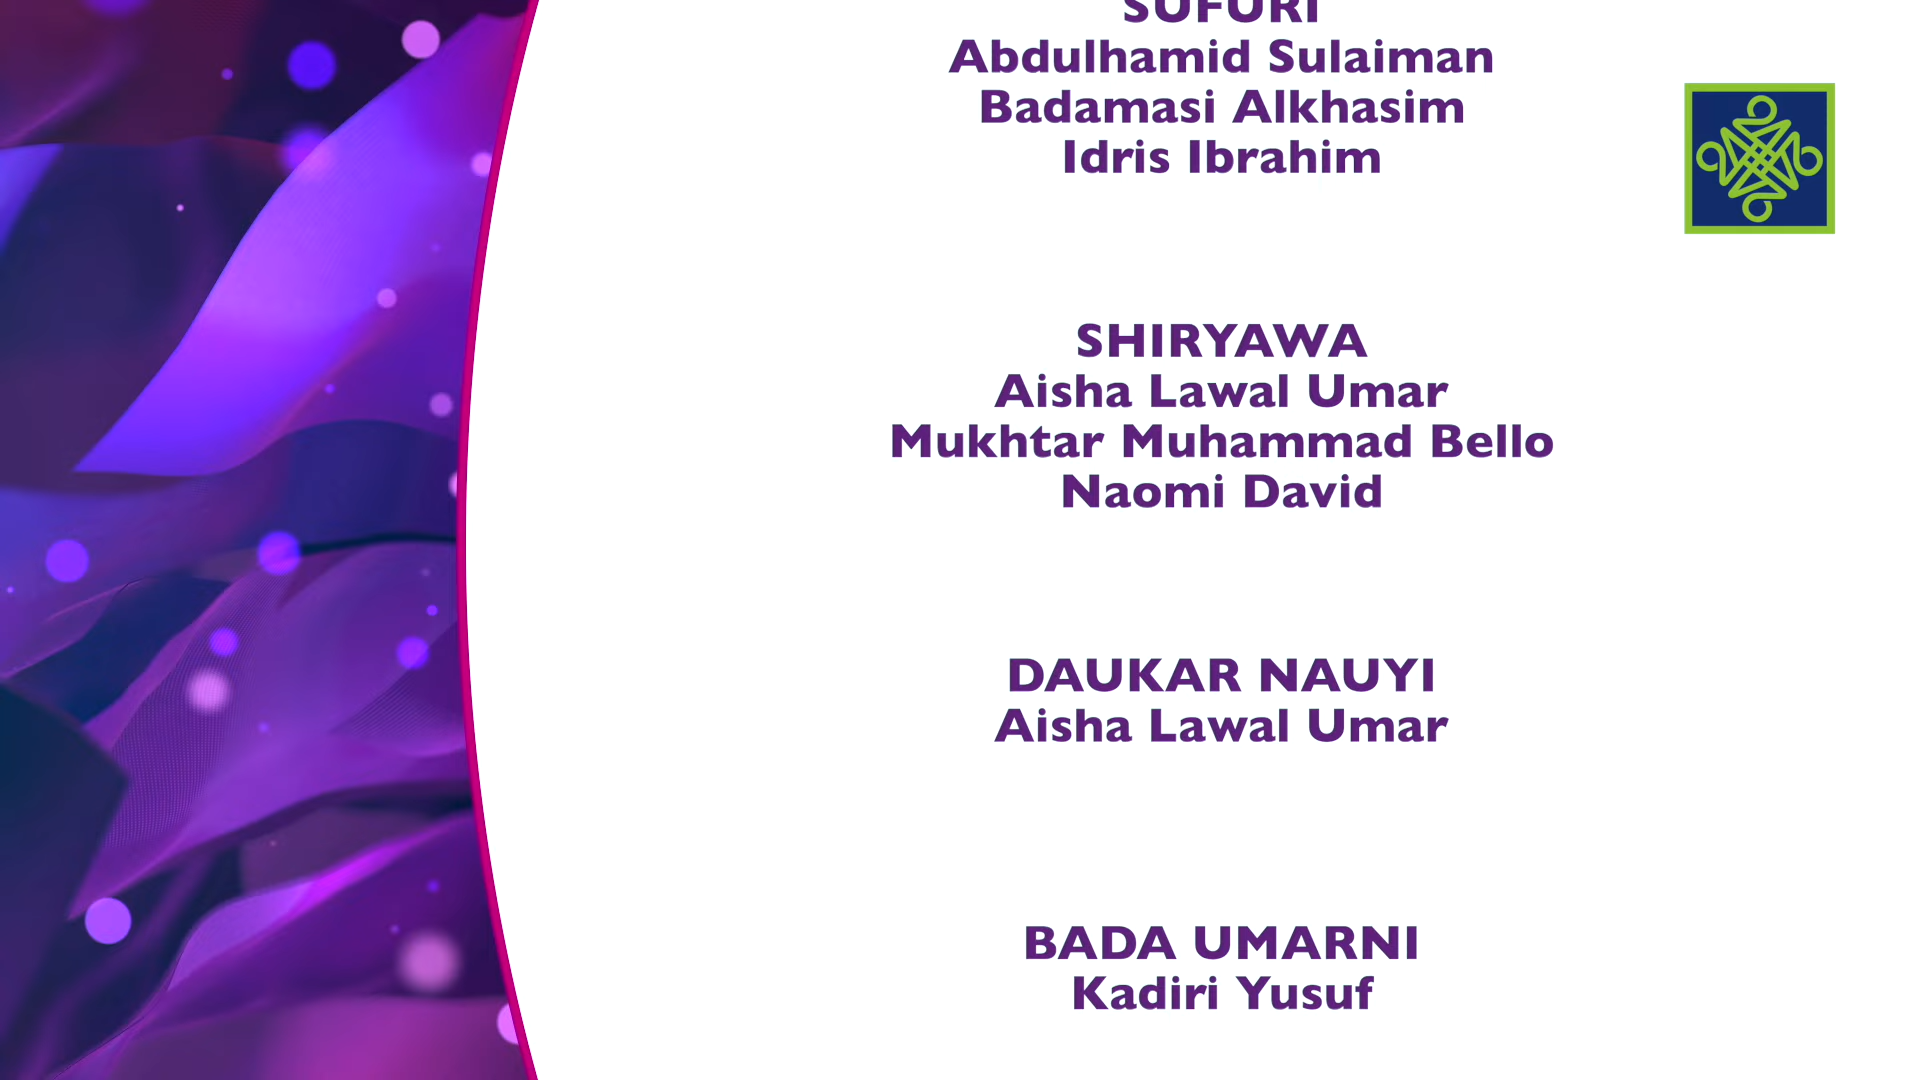 SUFURI
Abdulhamid Sulaiman
Badamasi Alkhasim
Idris Ibrahim
SHIRYAWA
Aisha Lawal Umar
Mukhtar Muhammad Bello
Naomi David
DAUKAR NAUYI
Aisha Lawal Umar
BADA UMARNI
Kadiri Yusuf